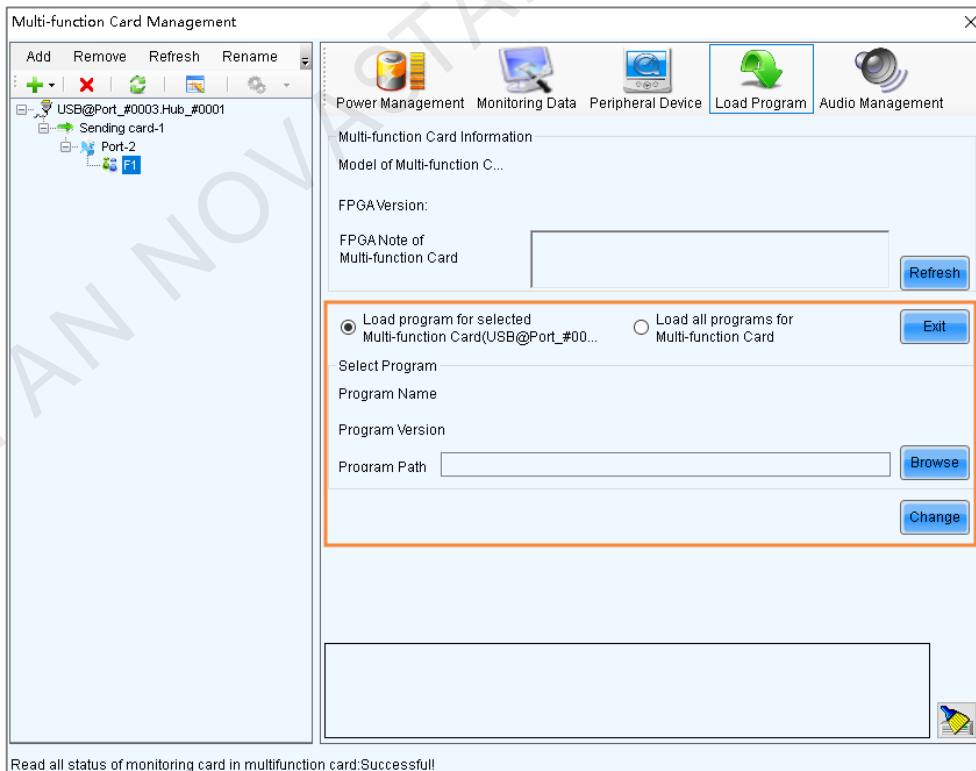 Multi-function Card Management
Add Remove Refresh Rename
USB@Port_#0003.Hub_#0001
Sending card-1
Port-2
F1
Power Management Monitoring Data Peripheral Device Load Program Audio Management
Multi-function Card Information
Model of Multi-function C...
FPGAVersion:
FPGA Note of
Multi-function Card
Refresh
Load program for selected
Multi-function Card(USB@Port_#00...
Load all programs for
Multi-function Card
Exit
Select Program
Program Name
Program Version
Program Path
Browse
Change
Read all status of monitoring card in multifunction card:Successful!
AN NOVASTA